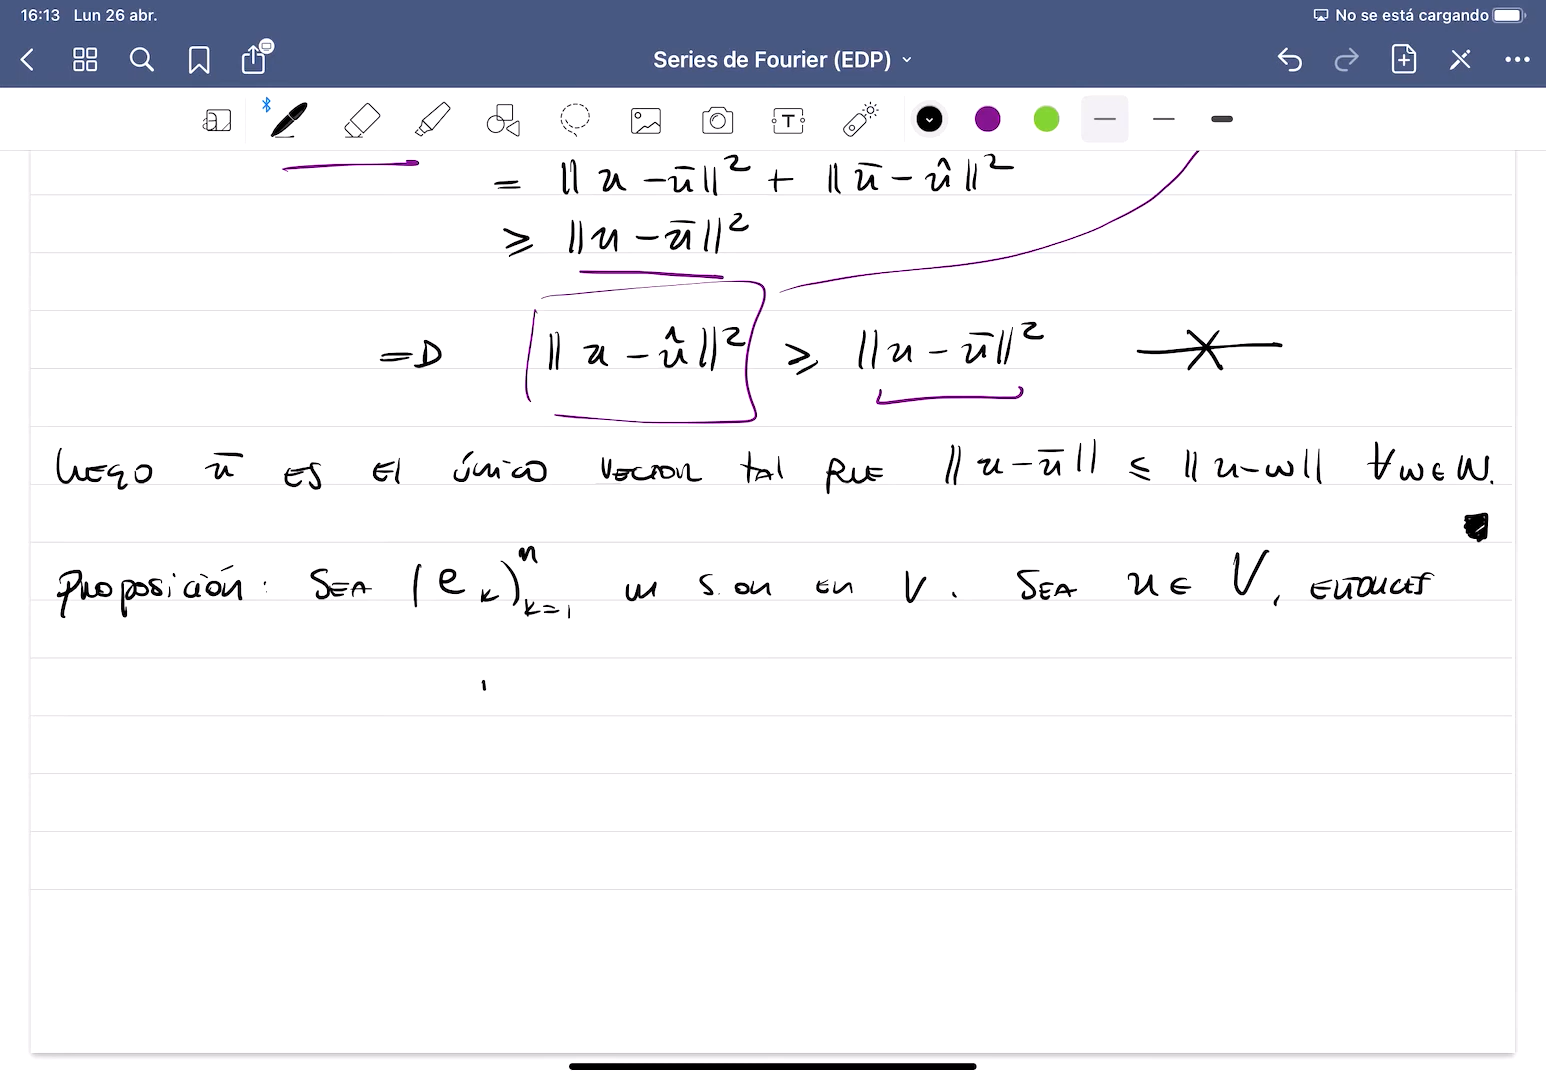 16:13 Lun 26 abr. No se está cargando
Series de Fourier (EDP)
= ‖u - ū‖² + ‖ū - û‖²
≥ ‖u - ū‖²
=D ‖u - û‖² ≥ ‖u - ū‖²
Luego ū es el único vector tal que ‖u - ū‖ ≤ ‖u - w‖ ∀w ∈ W.
Proposición: Sea (e_k)_{k=1}^n un s.on en V. Sea u ∈ V, entonces